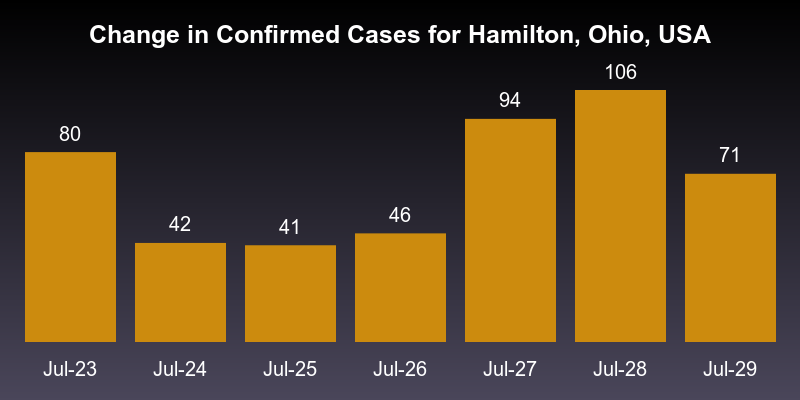 Change in Confirmed Cases for Hamilton, Ohio, USA
80
42
41
46
94
106
71
Jul-23
Jul-24
Jul-25
Jul-26
Jul-27
Jul-28
Jul-29